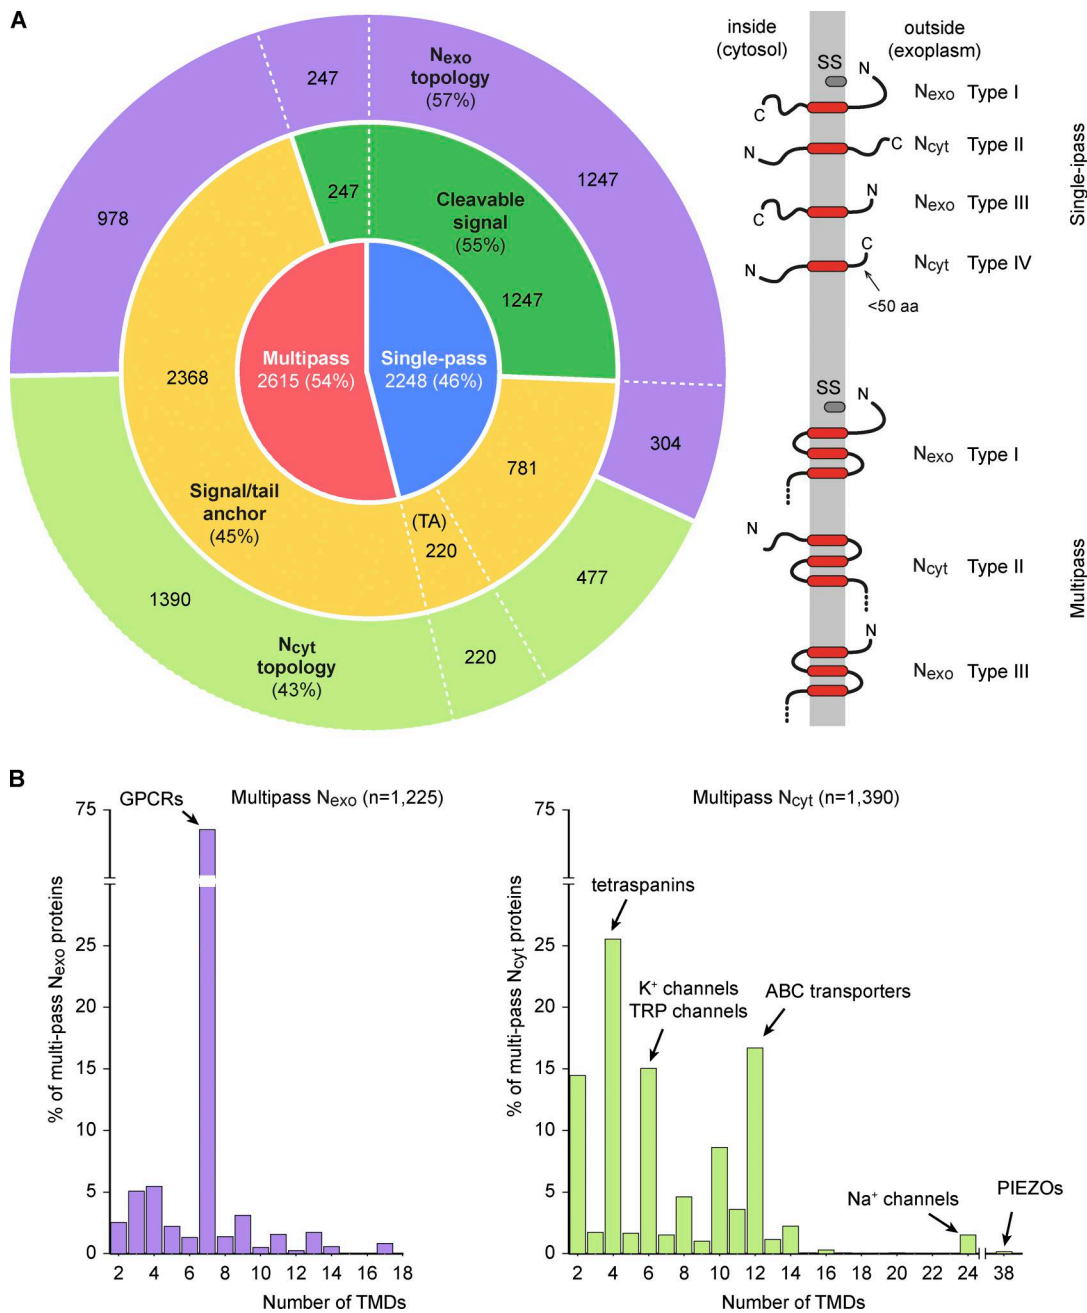 A
Nexo
topology
(57%)
247
1247
978
247
Cleavable
signal
(55%)
1247
Multipass
2615 (54%)
Single-pass
2248 (46%)
2368
781
304
Signal/tail
anchor
(45%)
(TA)
220
477
1390
Ncyt
topology
(43%)
220
inside
(cytosol)
outside
(exoplasm)
SS
N
C
Nexo Type I
N
C
Ncyt Type II
N
C
Nexo Type III
C
N
Ncyt Type IV
<50 aa
Single-ipass
SS
N
Nexo Type I
N
Ncyt Type II
N
Nexo Type III
Multipass
B
GPCRs
Multipass Nexo (n=1,225)
75
25
20
15
10
5
0
% of multi-pass Nexo proteins
2 4 6 8 10 12 14 16 18
Number of TMDs
Multipass Ncyt (n=1,390)
75
25
20
15
10
5
0
% of multi-pass Ncyt proteins
tetraspanins
K+ channels
TRP channels
ABC transporters
Na+ channels
PIEZOs
2 4 6 8 10 12 14 16 18 20 22 24 38
Number of TMDs